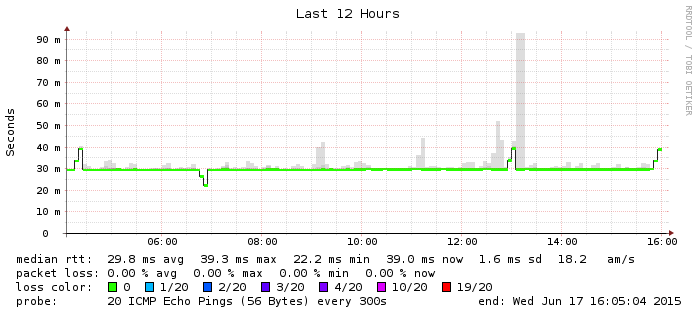 Last 12 Hours
RRDTOOL / TOBI OETIKER
Seconds
90 m
80 m
70 m
60 m
50 m
40 m
30 m
20 m
10 m
0
06:00 08:00 10:00 12:00 14:00 16:00
median rtt: 29.8 ms avg 39.3 ms max 22.2 ms min 39.0 ms now 1.6 ms sd 18.2 am/s
packet loss: 0.00 % avg 0.00 % max 0.00 % min 0.00 % now
loss color: 0 1/20 2/20 3/20 4/20 10/20 19/20
probe: 20 ICMP Echo Pings (56 Bytes) every 300s end: Wed Jun 17 16:05:04 2015